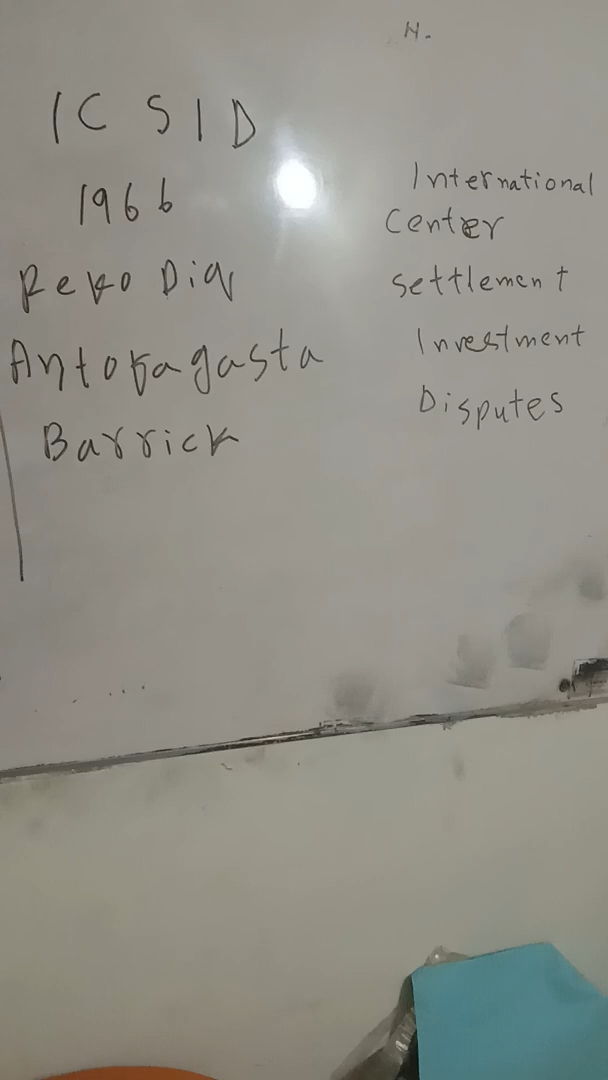 H.
ICSID
1966
Reko Diq
Antofagasta
Barrick
International
Center
Settlement
Investment
Disputes